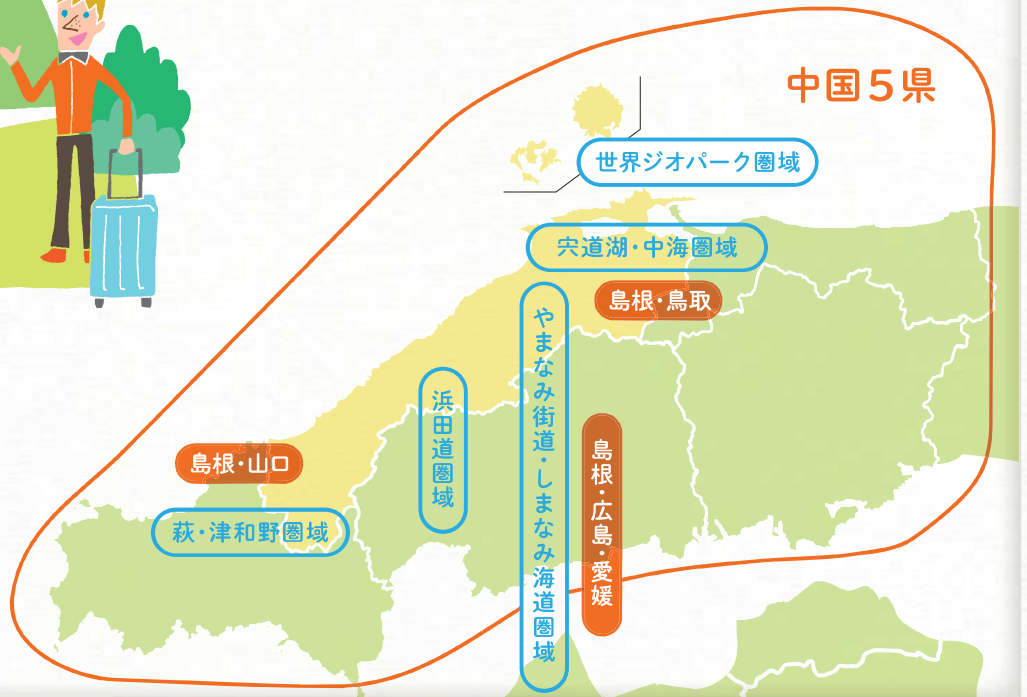 中国5県
世界ジオパーク圏域
宍道湖・中海圏域
島根・鳥取
やまなみ街道・しまなみ海道圏域
浜田道圏域
島根・広島・愛媛
島根・山口
萩・津和野圏域